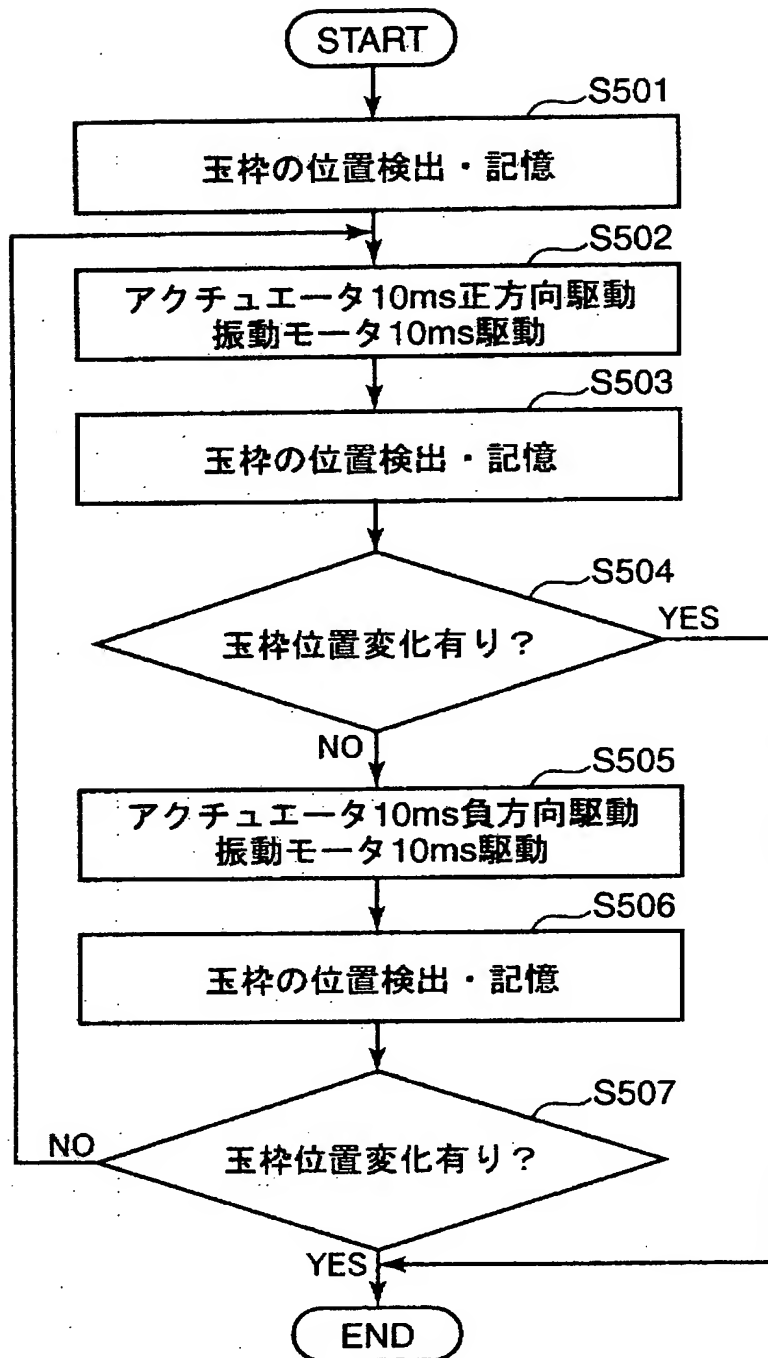 START
S501
玉枠の位置検出・記憶
S502
アクチュエータ10ms正方向駆動
振動モータ10ms駆動
S503
玉枠の位置検出・記憶
S504
玉枠位置変化有り？
YES
NO
S505
アクチュエータ10ms負方向駆動
振動モータ10ms駆動
S506
玉枠の位置検出・記憶
S507
玉枠位置変化有り？
NO
YES
END